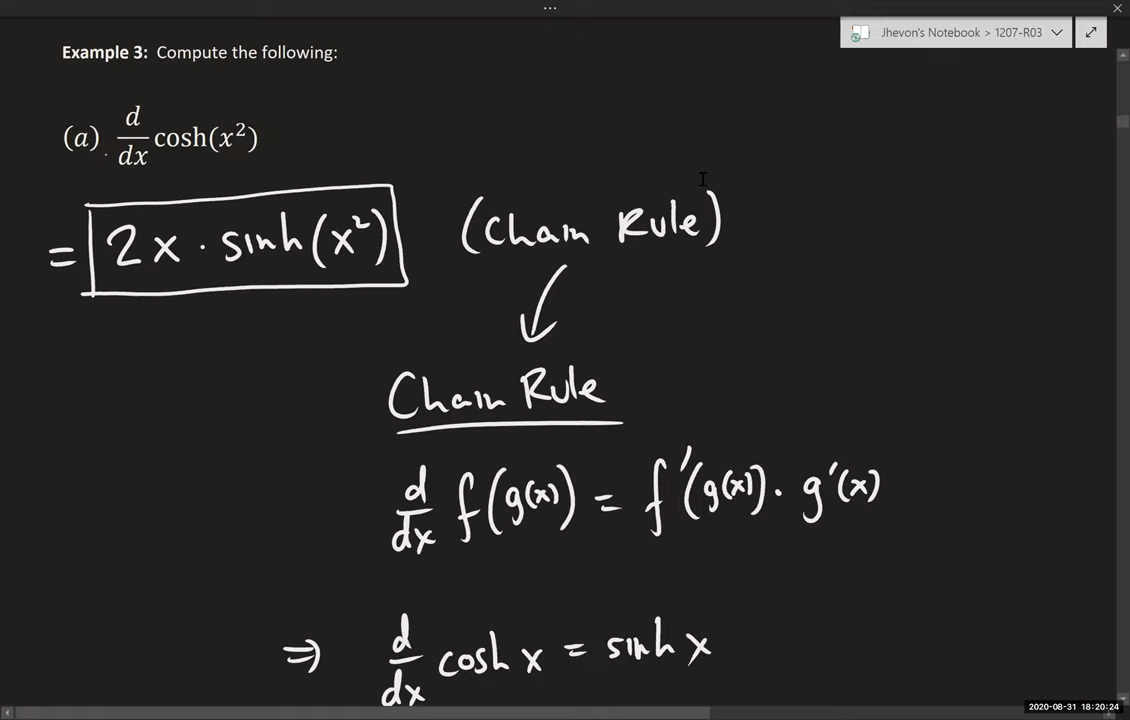 ...
Jhevon's Notebook > 1207-R03
Example 3: Compute the following:
(a) d/dx cosh(x²)
= 2x · sinh(x²) (Chain Rule)
Chain Rule
d/dx f(g(x)) = f'(g(x)) · g'(x)
⇒ d/dx cosh x = sinh x
2020-08-31 18:20:24